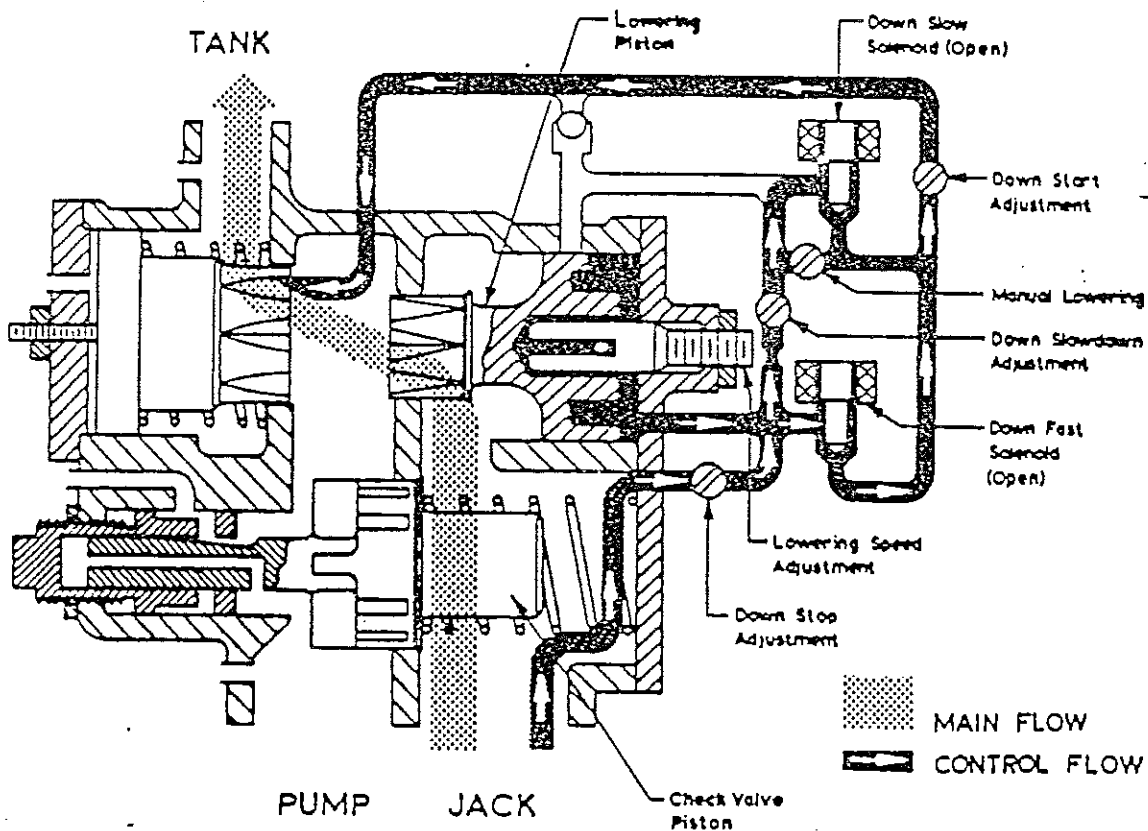 TANK
Lowering
Piston
Down Slow
Solenoid (Open)
Down Start
Adjustment
Manual Lowering
Down Slowdown
Adjustment
Down Fast
Solenoid
(Open)
Lowering Speed
Adjustment
Down Stop
Adjustment
MAIN FLOW
CONTROL FLOW
PUMP
JACK
Check Valve
Piston